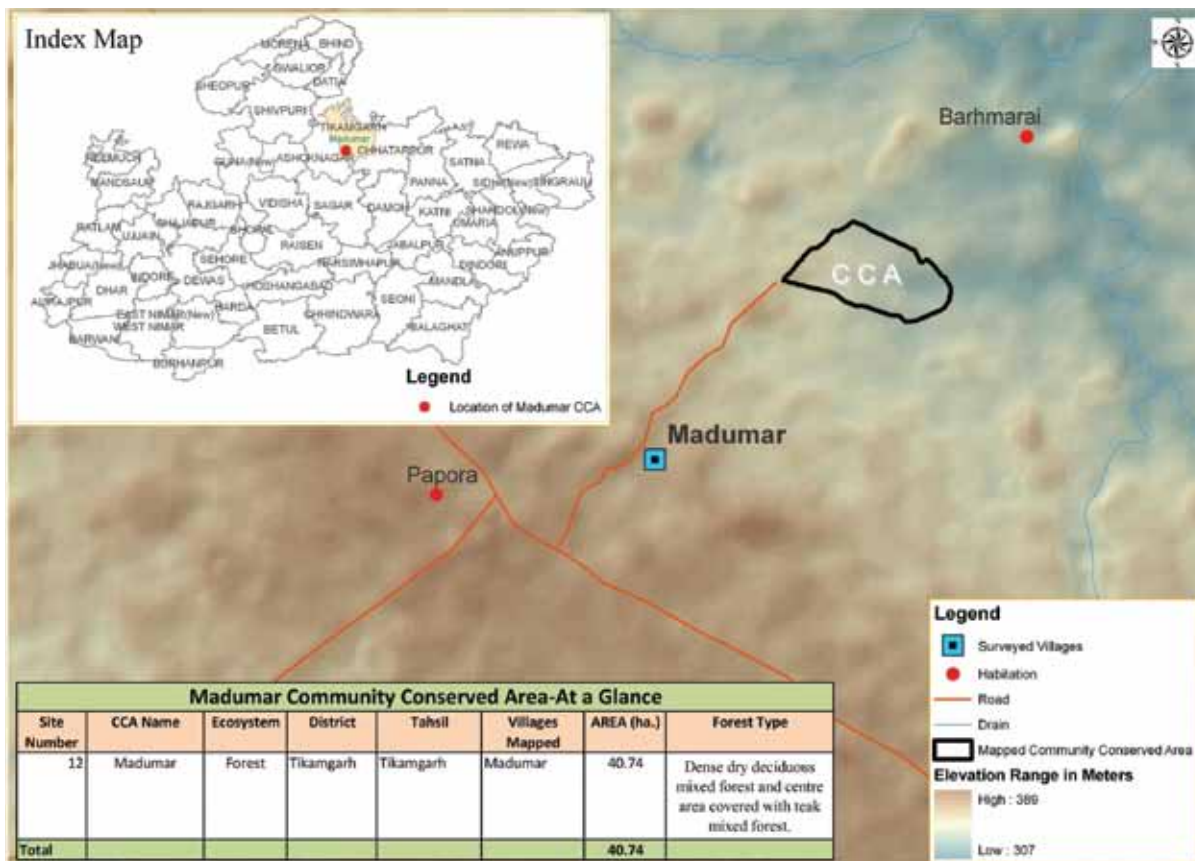 Index Map
MORENA
BHIND
GWALIOR
SHEOPUR
DATIA
SHIVPURI
TIKAMGARH
Madumar
GUNA(New)
ASHOKNAGAR
CHHATARPUR
REWA
SATNA
PANNA
MANDSAUR
RAJGARH
VIDISHA
SAGAR
DAMOH
KATNI
SHAHDOL(New)
UMARIA
RATLAM
UJJAIN
SHAJAPUR
BHOPAL
RAISEN
JABALPUR
ANUPPUR
DINDORI
JHABUA(New)
INDORE
DEWAS
SEHORE
NARSIMHAPUR
MANDLA
DHAR
HOSHANGABAD
SEONI
HARDA
EAST NIMAR(New)
WEST NIMAR
BETUL
CHHINDWARA
BALAGHAT
BARWANI
BURHANPUR
Legend
Location of Madumar CCA
Barhmarai
CCA
Madumar
Papora
Legend
Surveyed Villages
Habitation
Road
Drain
Mapped Community Conserved Area
Elevation Range in Meters
High : 389
Low : 307
Madumar Community Conserved Area-At a Glance
Site Number CCA Name Ecosystem District Tahsil Villages Mapped AREA (ha.) Forest Type
12 Madumar Forest Tikamgarh Tikamgarh Madumar 40.74 Dense dry deciduous
mixed forest and centre
area covered with teak
mixed forest.
Total 40.74